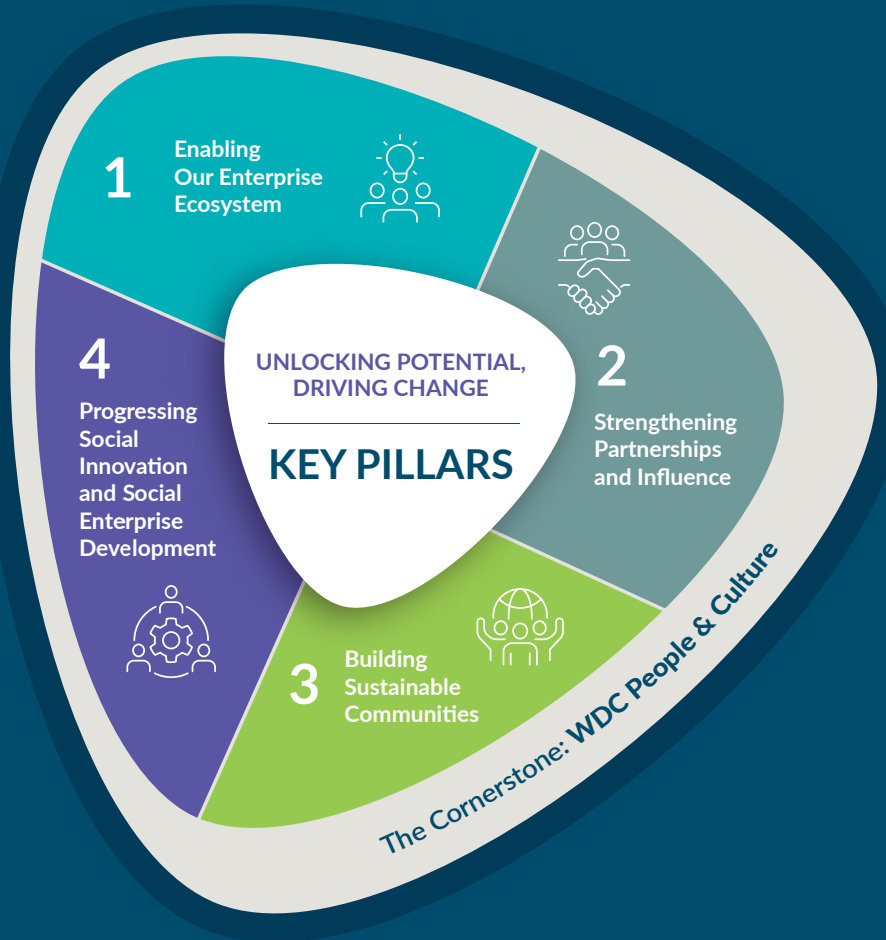 1
Enabling
Our Enterprise
Ecosystem
2
Strengthening
Partnerships
and Influence
3
Building
Sustainable
Communities
4
Progressing
Social
Innovation
and Social
Enterprise
Development
UNLOCKING POTENTIAL,
DRIVING CHANGE
KEY PILLARS
The Cornerstone: WDC People & Culture